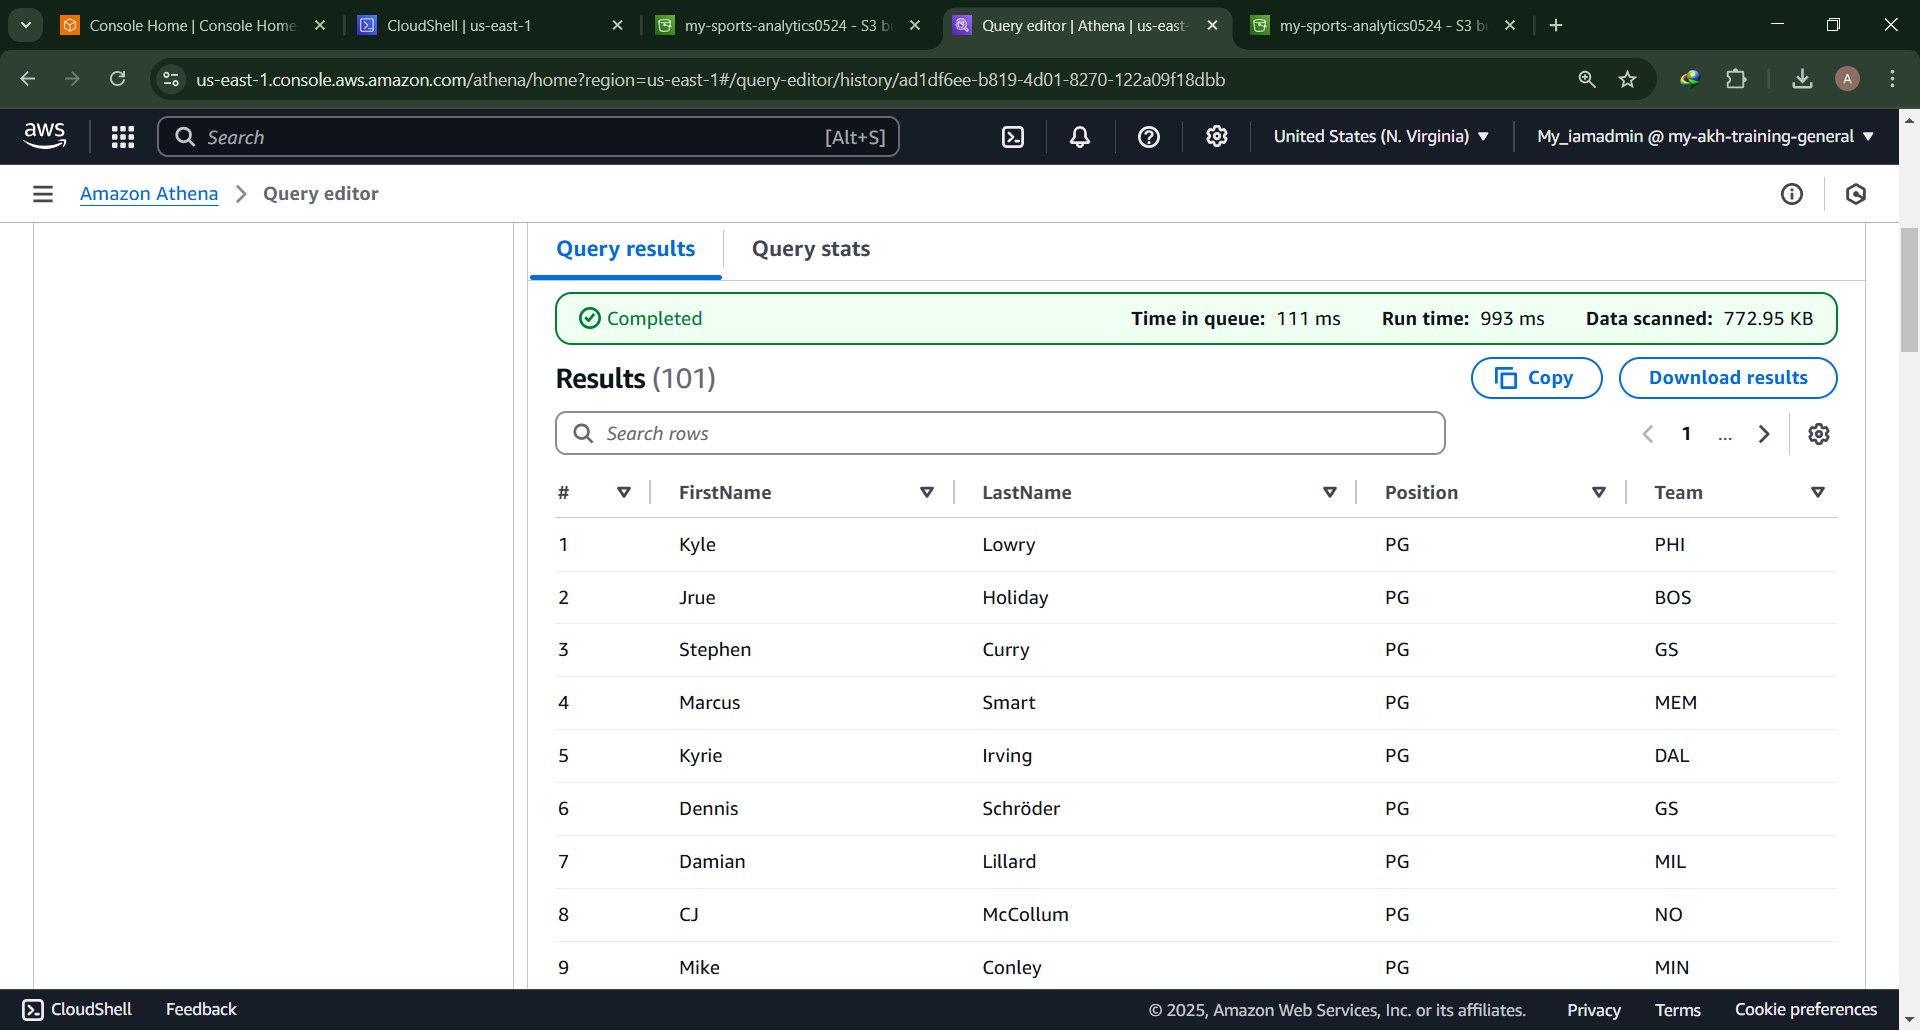 Console Home | Console Home
CloudShell | us-east-1
my-sports-analytics0524 - S3 bu
Query editor | Athena | us-east-
my-sports-analytics0524 - S3 bu
us-east-1.console.aws.amazon.com/athena/home?region=us-east-1#/query-editor/history/ad1df6ee-b819-4d01-8270-122a09f18dbb
A
aws
Search
[Alt+S]
United States (N. Virginia)
My_iamadmin @ my-akh-training-general
Amazon Athena
Query editor
Query results
Query stats
Completed
Time in queue: 111 ms
Run time: 993 ms
Data scanned: 772.95 KB
Results (101)
Copy
Download results
Search rows
1
...
# FirstName LastName Position Team
1 Kyle Lowry PG PHI
2 Jrue Holiday PG BOS
3 Stephen Curry PG GS
4 Marcus Smart PG MEM
5 Kyrie Irving PG DAL
6 Dennis Schröder PG GS
7 Damian Lillard PG MIL
8 CJ McCollum PG NO
9 Mike Conley PG MIN
CloudShell
Feedback
© 2025, Amazon Web Services, Inc. or its affiliates.
Privacy
Terms
Cookie preferences